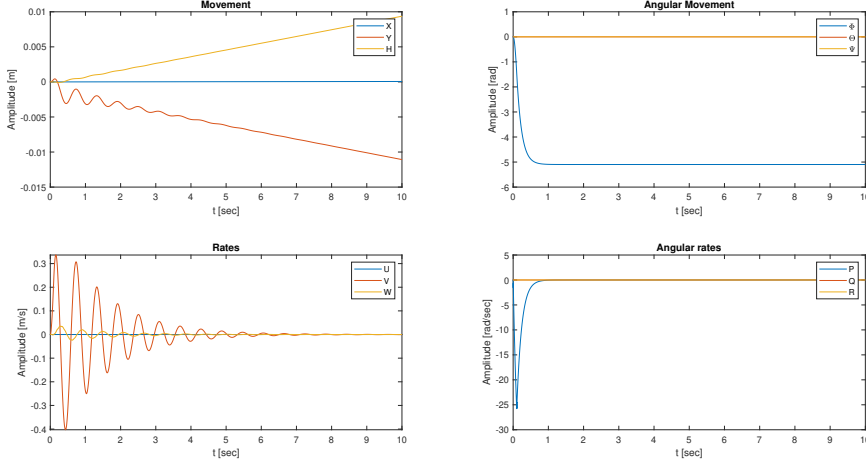 Movement
0.01
0.005
0
-0.005
-0.01
-0.015
Amplitude [m]
X
Y
H
0 1 2 3 4 5 6 7 8 9 10
t [sec]
Angular Movement
1
0
-1
-2
-3
-4
-5
-6
Amplitude [rad]
Φ
Θ
Ψ
0 1 2 3 4 5 6 7 8 9 10
t [sec]
Rates
0.3
0.2
0.1
0
-0.1
-0.2
-0.3
-0.4
Amplitude [m/s]
U
V
W
0 1 2 3 4 5 6 7 8 9 10
t [sec]
Angular rates
5
0
-5
-10
-15
-20
-25
-30
Amplitude [rad/sec]
P
Q
R
0 1 2 3 4 5 6 7 8 9 10
t [sec]